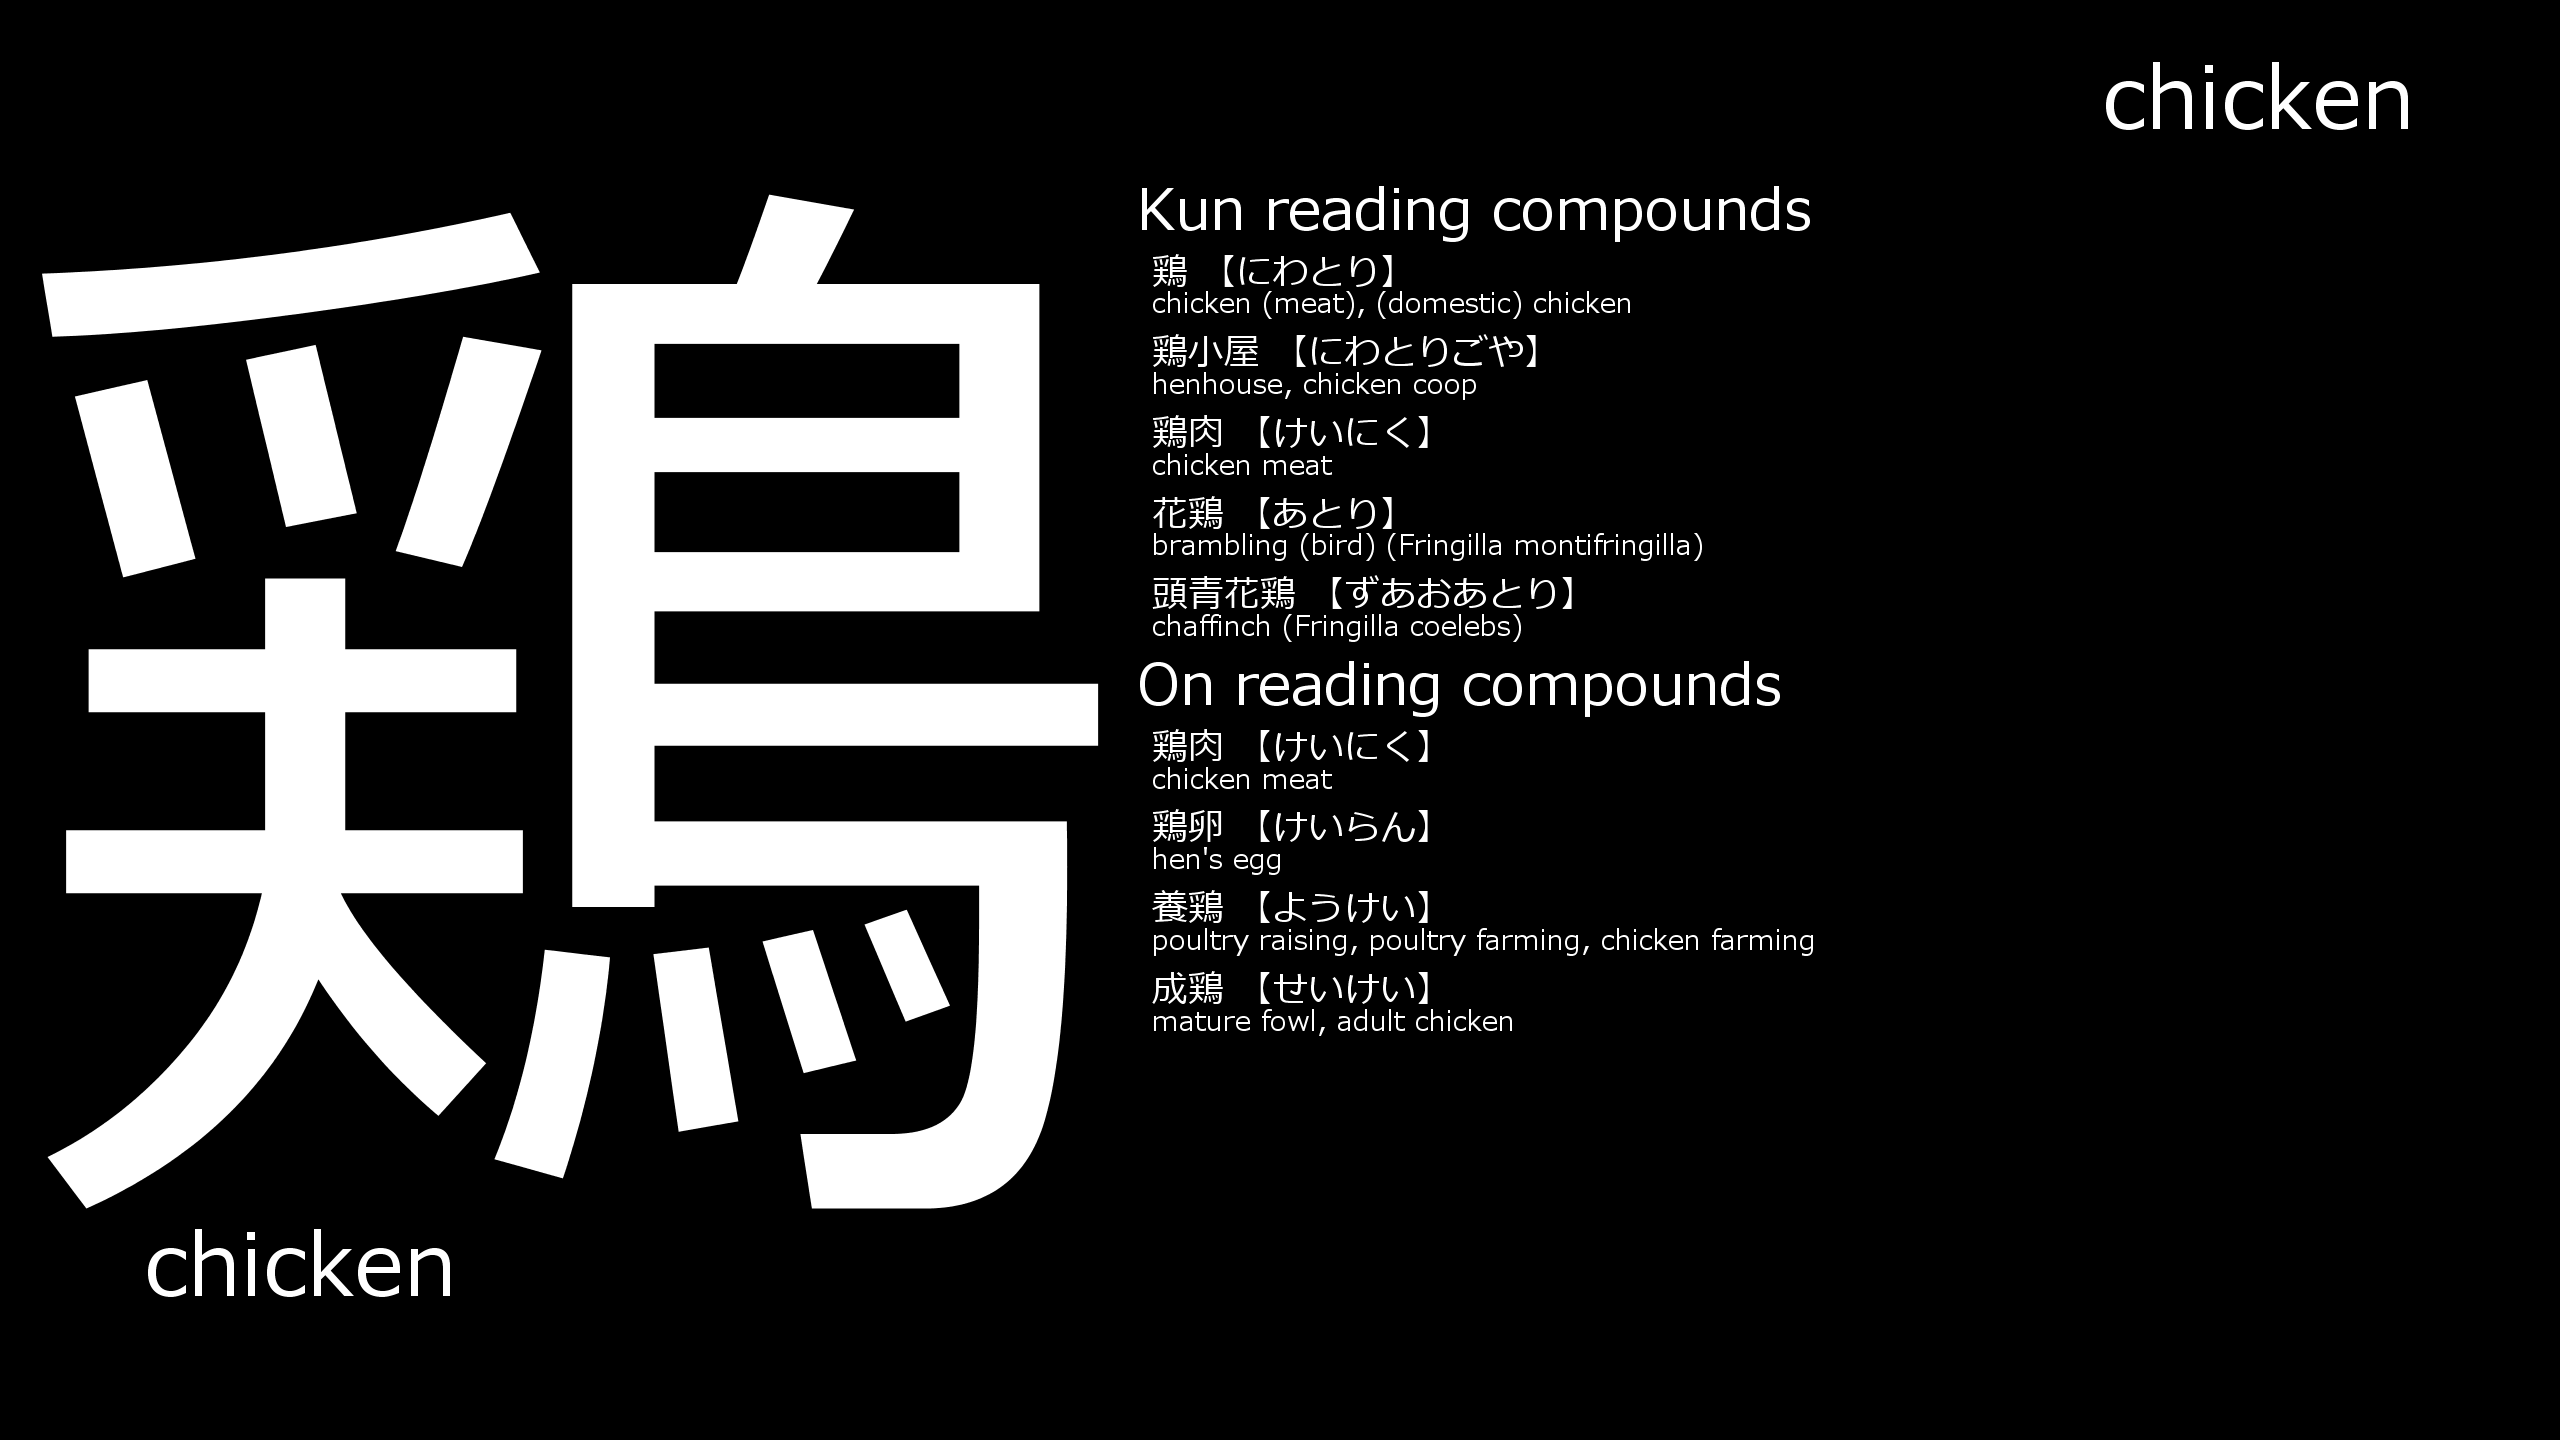 chicken
鶏
Kun reading compounds
鶏 【にわとり】
chicken (meat), (domestic) chicken
鶏小屋 【にわとりごや】
henhouse, chicken coop
鶏肉 【けいにく】
chicken meat
花鶏 【あとり】
brambling (bird) (Fringilla montifringilla)
頭青花鶏 【ずあおあとり】
chaffinch (Fringilla coelebs)
On reading compounds
鶏肉 【けいにく】
chicken meat
鶏卵 【けいらん】
hen's egg
養鶏 【ようけい】
poultry raising, poultry farming, chicken farming
成鶏 【せいけい】
mature fowl, adult chicken
chicken